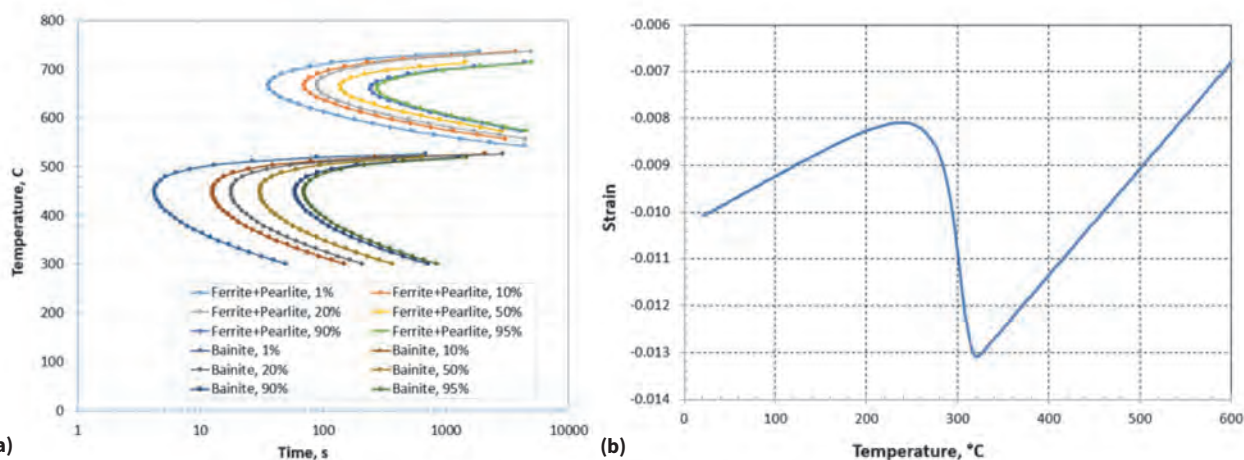 800
700
600
500
400
300
200
100
0
Temperature, C
Ferrite+Pearlite, 1% Ferrite+Pearlite, 10%
Ferrite+Pearlite, 20% Ferrite+Pearlite, 50%
Ferrite+Pearlite, 90% Ferrite+Pearlite, 95%
Bainite, 1% Bainite, 10%
Bainite, 20% Bainite, 50%
Bainite, 90% Bainite, 95%
1 10 100 1000 10000
a) Time, s
-0.006
-0.007
-0.008
-0.009
-0.010
-0.011
-0.012
-0.013
-0.014
Strain
0 100 200 300 400 500 600
(b) Temperature, °C